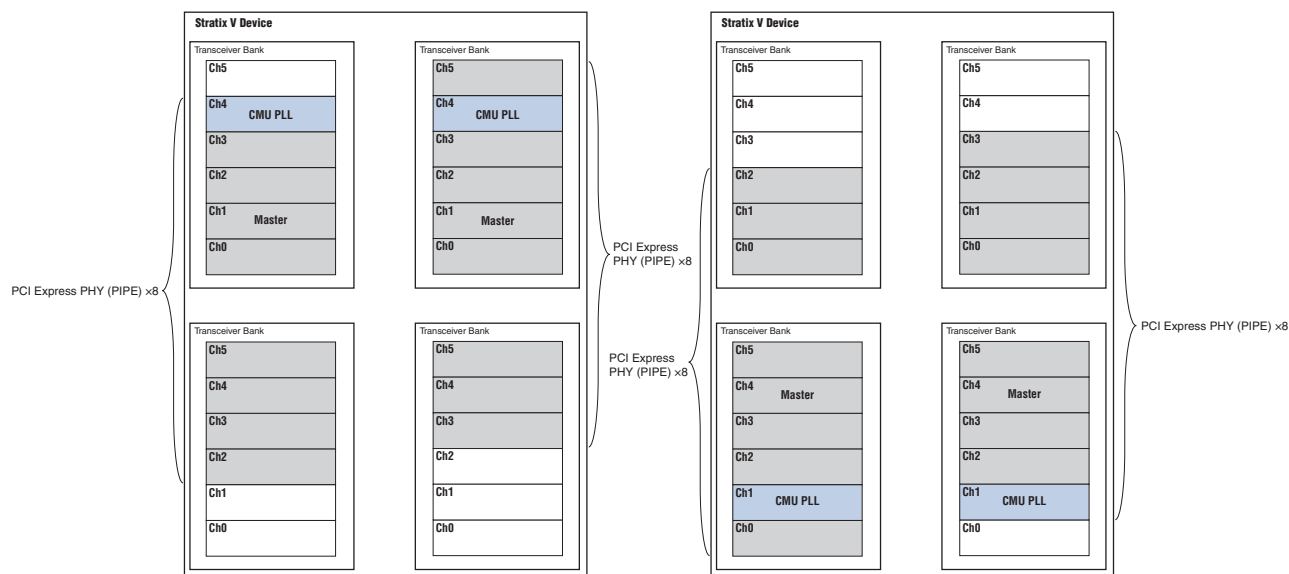 Stratix V Device
Transceiver Bank
Ch5
Ch4
CMU PLL
Ch3
Ch2
Ch1
Master
Ch0
Transceiver Bank
Ch5
Ch4
CMU PLL
Ch3
Ch2
Ch1
Master
Ch0
PCI Express PHY (PIPE) ×8
PCI Express
PHY (PIPE) ×8
Transceiver Bank
Ch5
Ch4
Ch3
Ch2
Ch1
Ch0
Transceiver Bank
Ch5
Ch4
Ch3
Ch2
Ch1
Ch0
Stratix V Device
Transceiver Bank
Ch5
Ch4
Ch3
Ch2
Ch1
Ch0
Transceiver Bank
Ch5
Ch4
Ch3
Ch2
Ch1
Ch0
PCI Express
PHY (PIPE) ×8
PCI Express PHY (PIPE) ×8
Transceiver Bank
Ch5
Ch4
Master
Ch3
Ch2
Ch1
CMU PLL
Ch0
Transceiver Bank
Ch5
Ch4
Master
Ch3
Ch2
Ch1
CMU PLL
Ch0